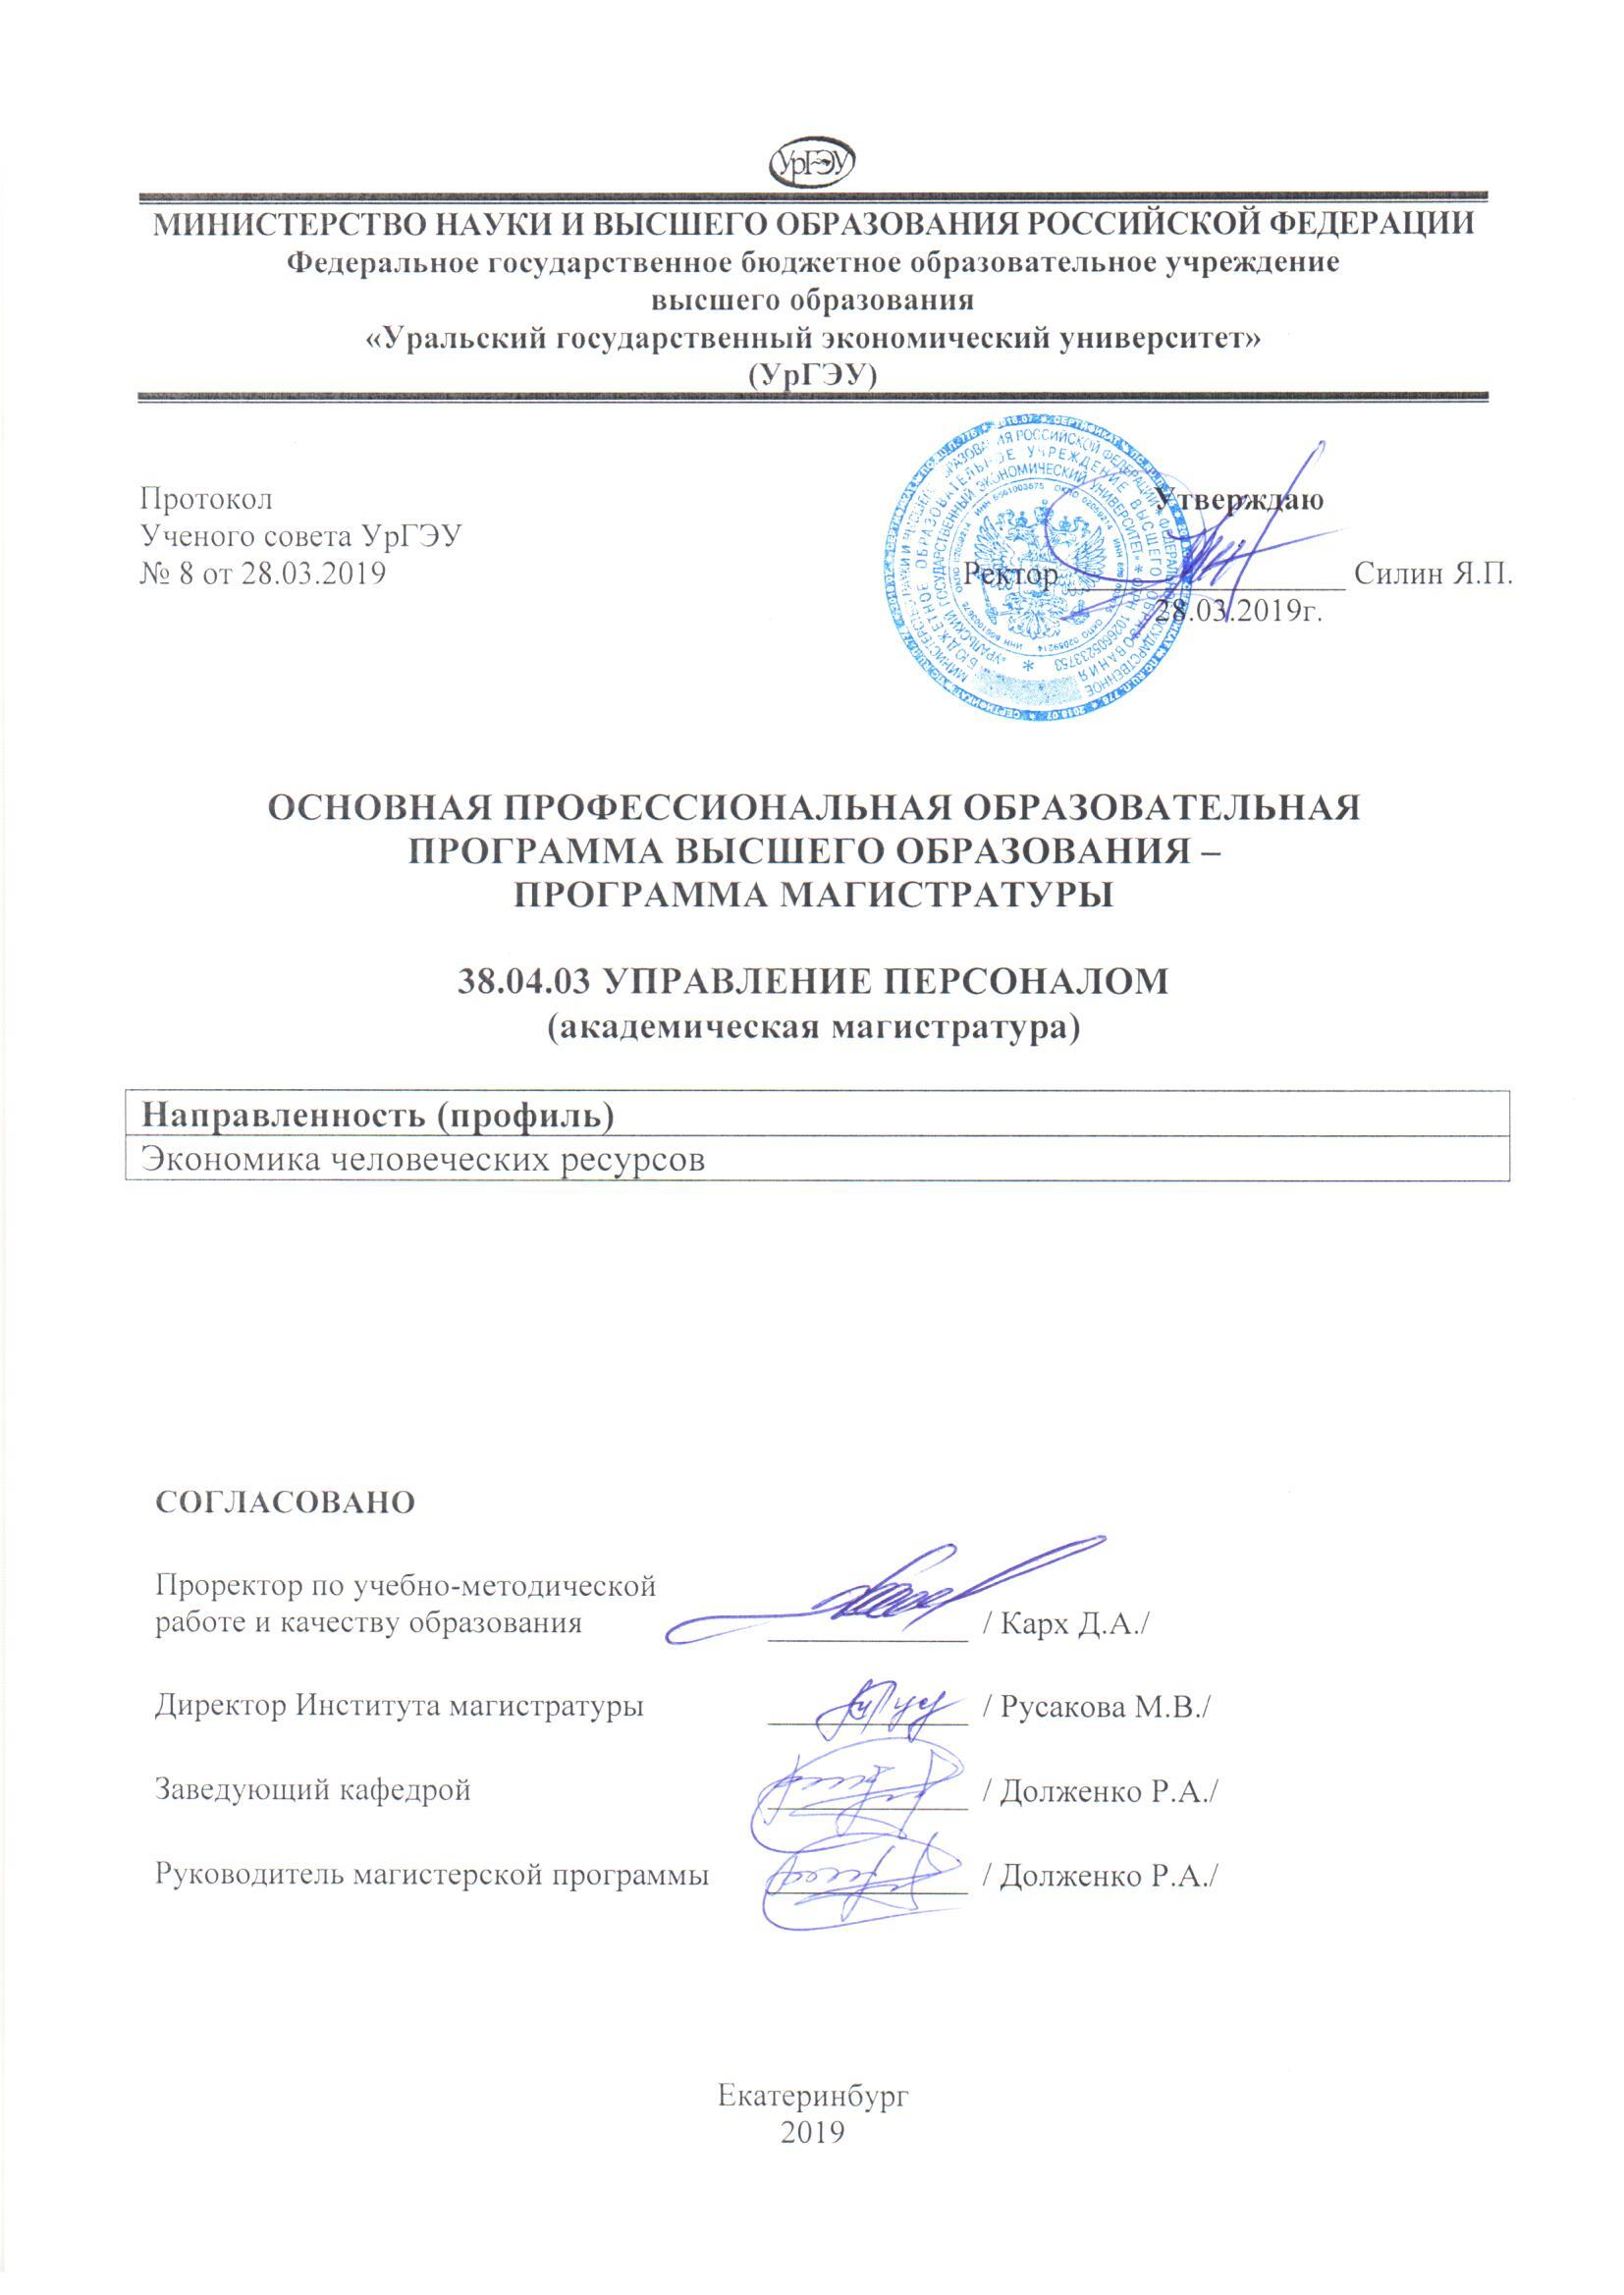 УрГЭУ
МИНИСТЕРСТВО НАУКИ И ВЫСШЕГО ОБРАЗОВАНИЯ РОССИЙСКОЙ ФЕДЕРАЦИИ
Федеральное государственное бюджетное образовательное учреждение
высшего образования
«Уральский государственный экономический университет»
(УрГЭУ)
Протокол
Ученого совета УрГЭУ
№ 8 от 28.03.2019
Утверждаю
Ректор Силин Я.П.
28.03.2019г.
ОСНОВНАЯ ПРОФЕССИОНАЛЬНАЯ ОБРАЗОВАТЕЛЬНАЯ
ПРОГРАММА ВЫСШЕГО ОБРАЗОВАНИЯ –
ПРОГРАММА МАГИСТРАТУРЫ
38.04.03 УПРАВЛЕНИЕ ПЕРСОНАЛОМ
(академическая магистратура)
Направленность (профиль)
Экономика человеческих ресурсов
СОГЛАСОВАНО
Проректор по учебно-методической
работе и качеству образования / Карх Д.А./
Директор Института магистратуры / Русакова М.В./
Заведующий кафедрой / Долженко Р.А./
Руководитель магистерской программы / Долженко Р.А./
Екатеринбург
2019